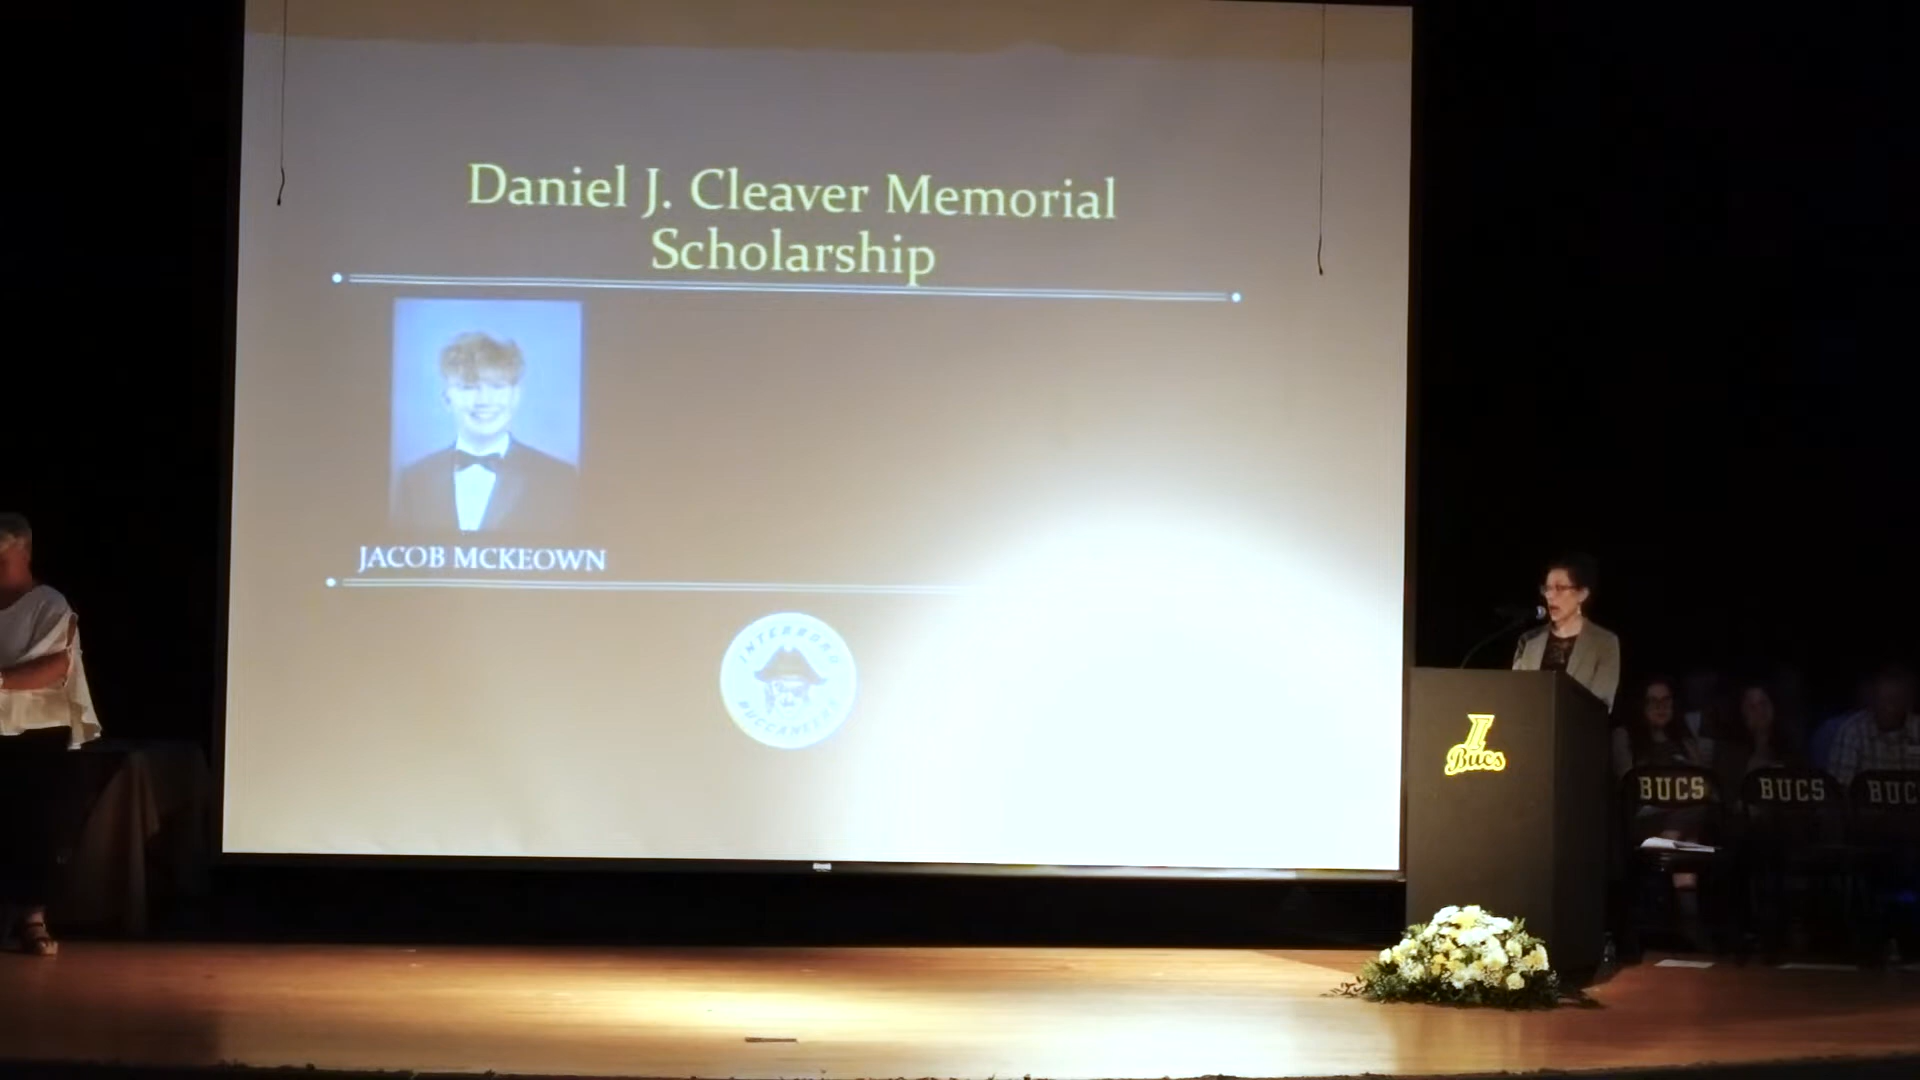 Daniel J. Cleaver Memorial
Scholarship
JACOB MCKEOWN
INTERBORO
BUCCANEERS
I
Bucs
BUCS
BUCS
BUC